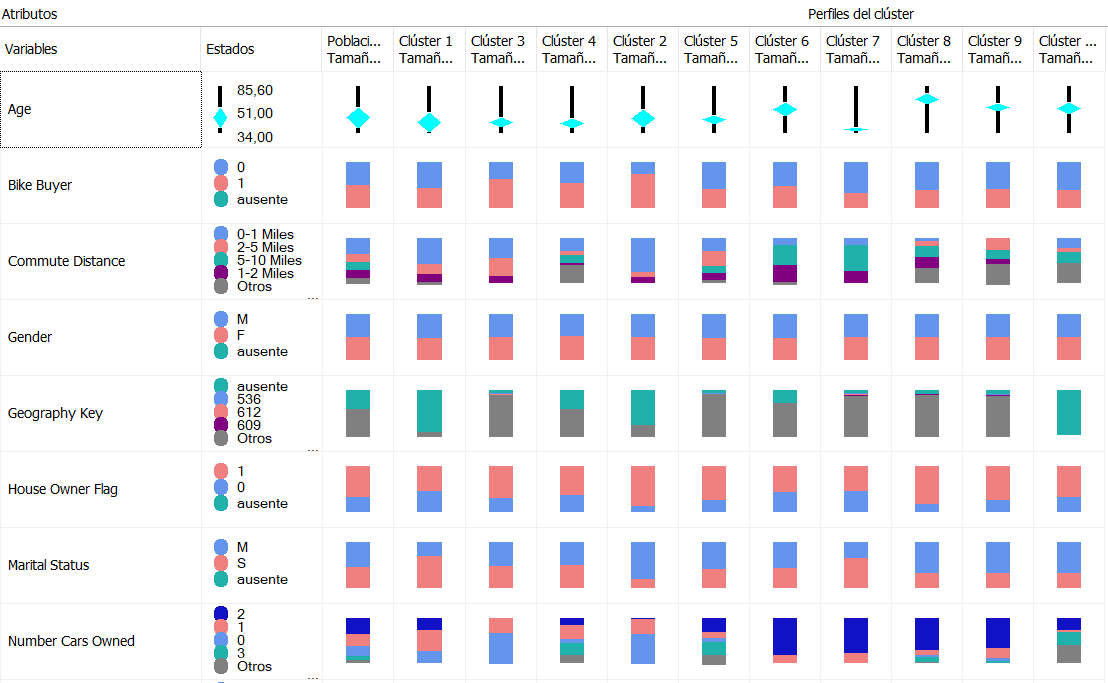 Atributos
Perfiles del clúster
Variables
Estados
Poblaci...
Tamañ...
Clúster 1
Tamañ...
Clúster 3
Tamañ...
Clúster 4
Tamañ...
Clúster 2
Tamañ...
Clúster 5
Tamañ...
Clúster 6
Tamañ...
Clúster 7
Tamañ...
Clúster 8
Tamañ...
Clúster 9
Tamañ...
Clúster ...
Tamañ...
Age
85,60
51,00
34,00
Bike Buyer
0
1
ausente
Commute Distance
0-1 Miles
2-5 Miles
5-10 Miles
1-2 Miles
Otros
...
Gender
M
F
ausente
Geography Key
ausente
536
612
609
Otros
...
House Owner Flag
1
0
ausente
Marital Status
M
S
ausente
Number Cars Owned
2
1
0
3
Otros
...